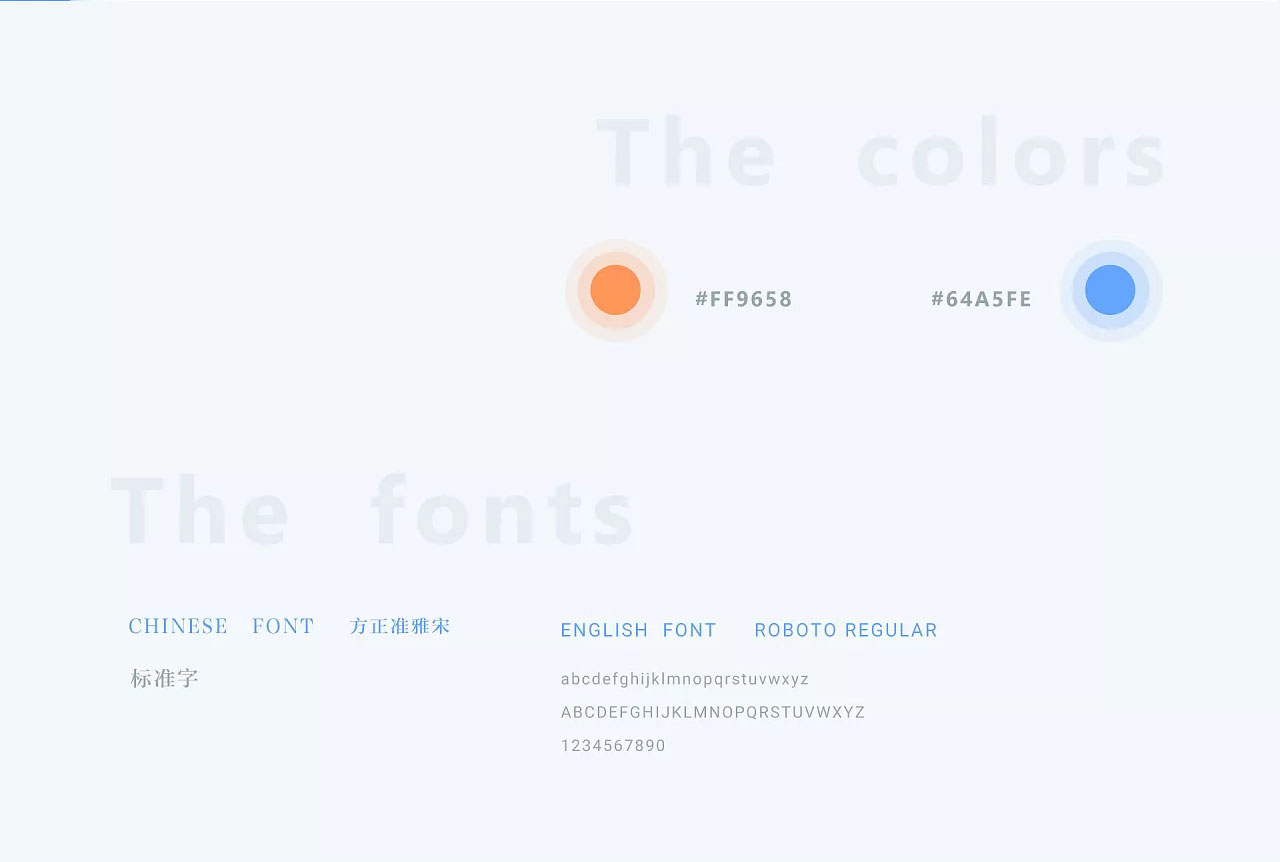 The colors
#FF9658 #64A5FE
The fonts
CHINESE FONT 方正准雅宋
标准字
ENGLISH FONT ROBOTO REGULAR
abcdefghijklmnopqrstuvwxyz
ABCDEFGHIJKLMNOPQRSTUVWXYZ
1234567890